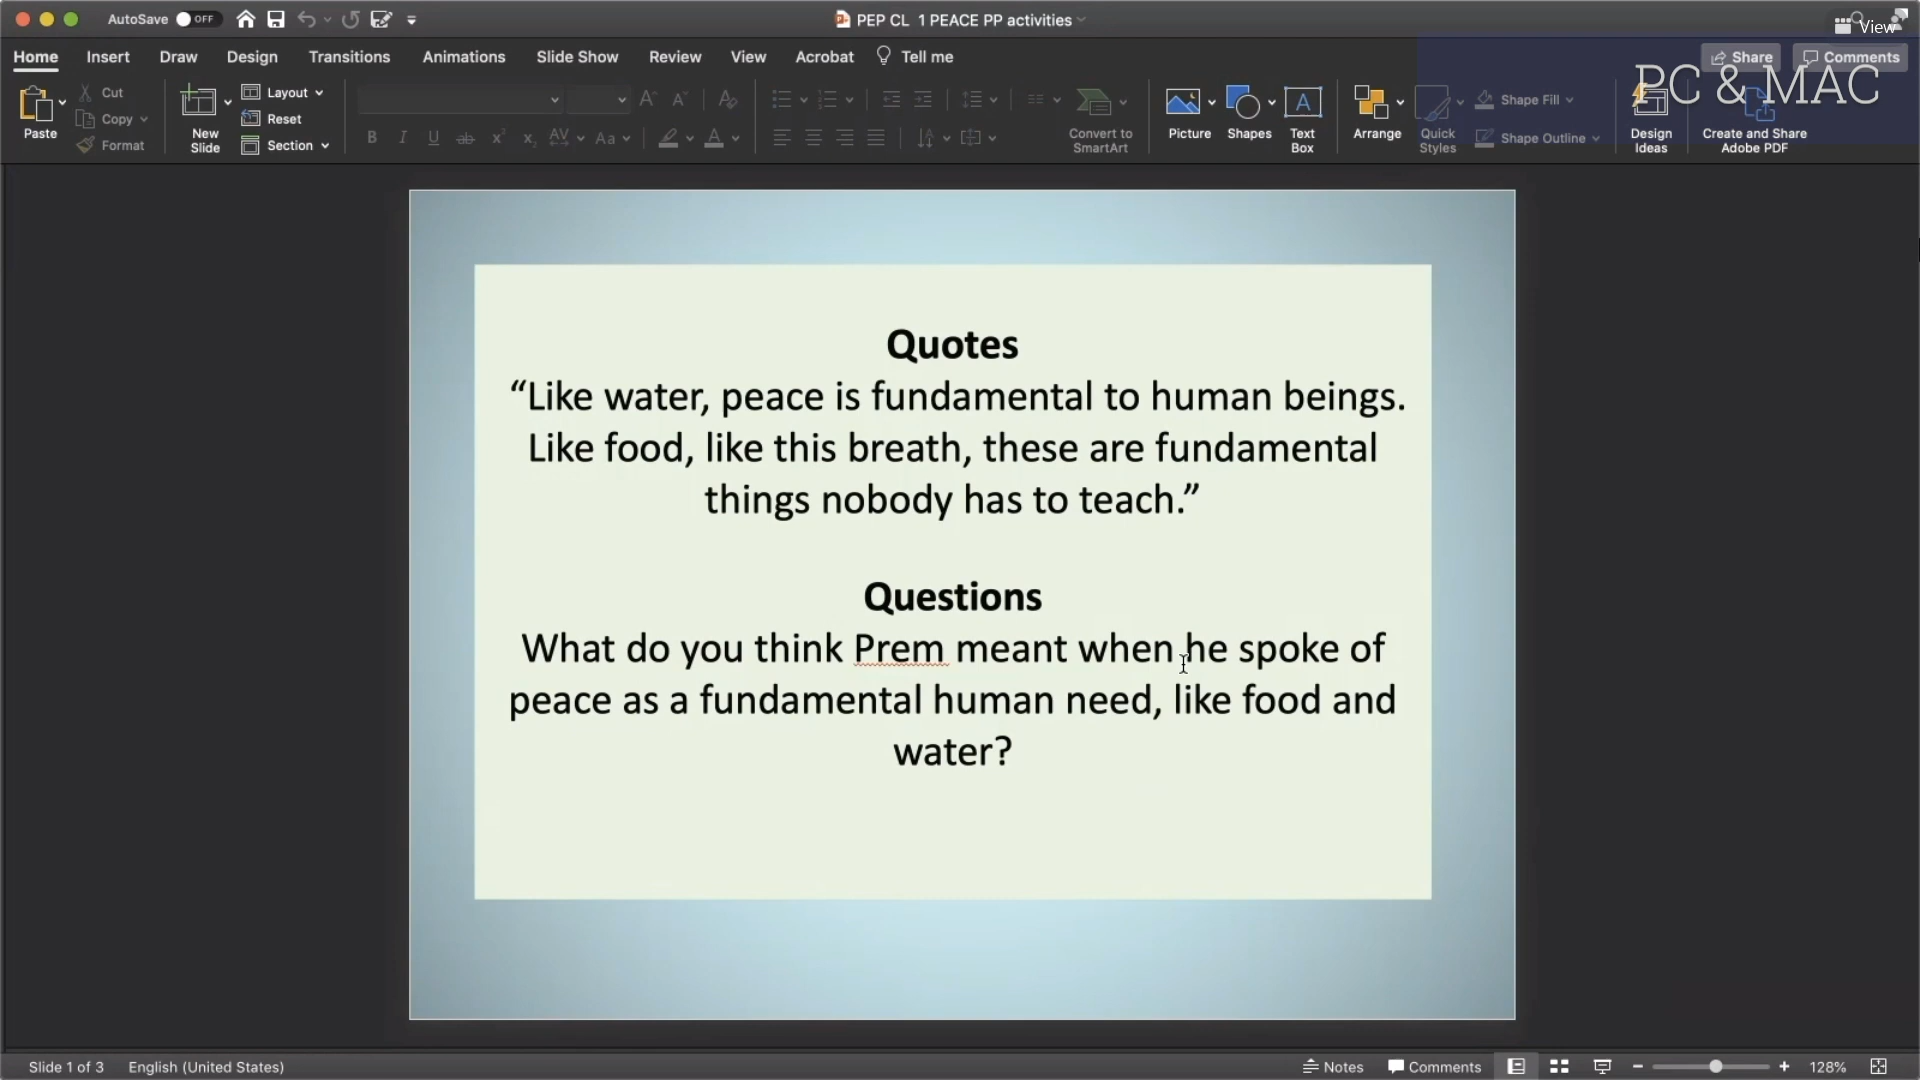 AutoSave OFF
PEP CL 1 PEACE PP activities
View
Home Insert Draw Design Transitions Animations Slide Show Review View Acrobat Tell me
Share Comments
PC & MAC
Paste
Cut
Copy
Format
New
Slide
Layout
Reset
Section
B I U ab x² x₂ AV Aa A
Convert to
SmartArt
Picture
Shapes
Text
Box
Arrange
Quick
Styles
Shape Fill
Shape Outline
Design
Ideas
Create and Share
Adobe PDF
Quotes
“Like water, peace is fundamental to human beings.
Like food, like this breath, these are fundamental
things nobody has to teach.”
Questions
What do you think Prem meant when he spoke of
peace as a fundamental human need, like food and
water?
Slide 1 of 3 English (United States)
Notes Comments 128%